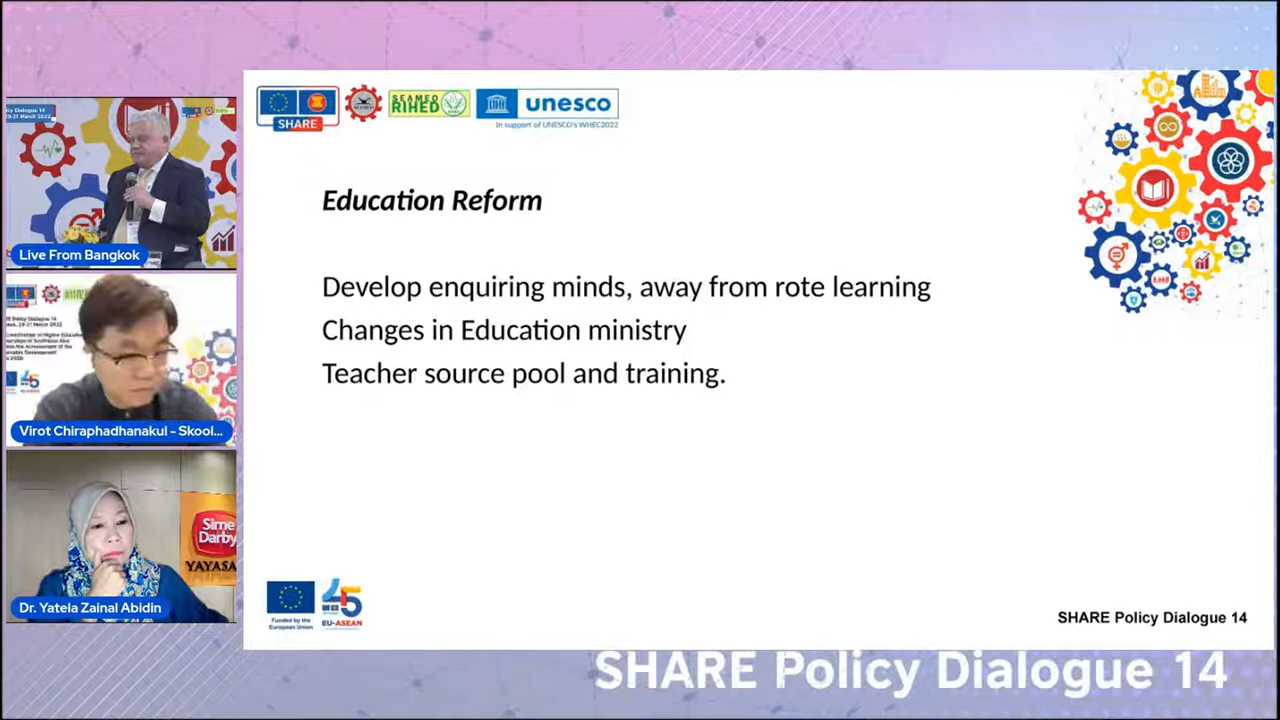 SHARE
SEAMEO
RIHED
unesco
In support of UNESCO's WHEC2022
Education Reform
Develop enquiring minds, away from rote learning
Changes in Education ministry
Teacher source pool and training.
Live From Bangkok
Virot Chiraphadhanakul - Skool...
Sime
Darby
YAYASA
Dr. Yatela Zainal Abidin
Funded by the
European Union
45
EU-ASEAN
SHARE Policy Dialogue 14
SHARE Policy Dialogue 14